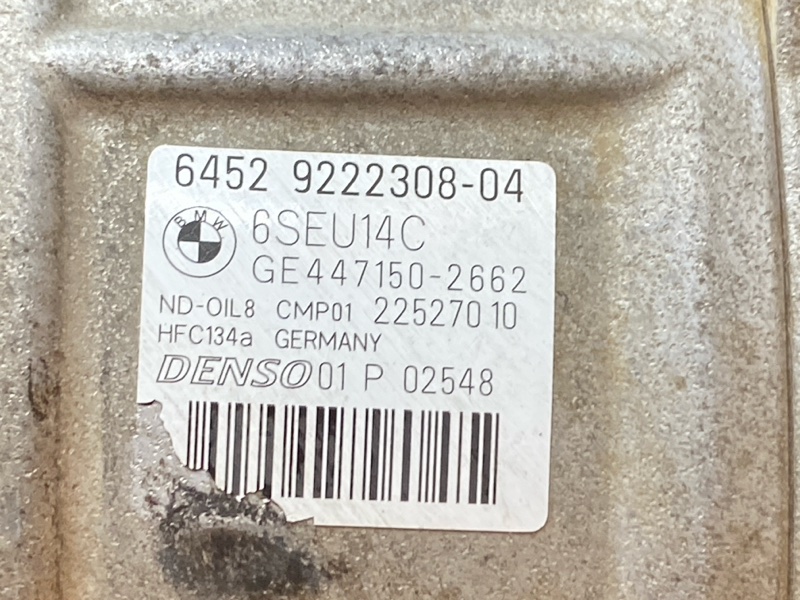 6452 9222308-04
BMW
6SEU14C
GE447150-2662
ND-OIL8 CMP01 22527010
HFC134a GERMANY
DENSO 01 P 02548